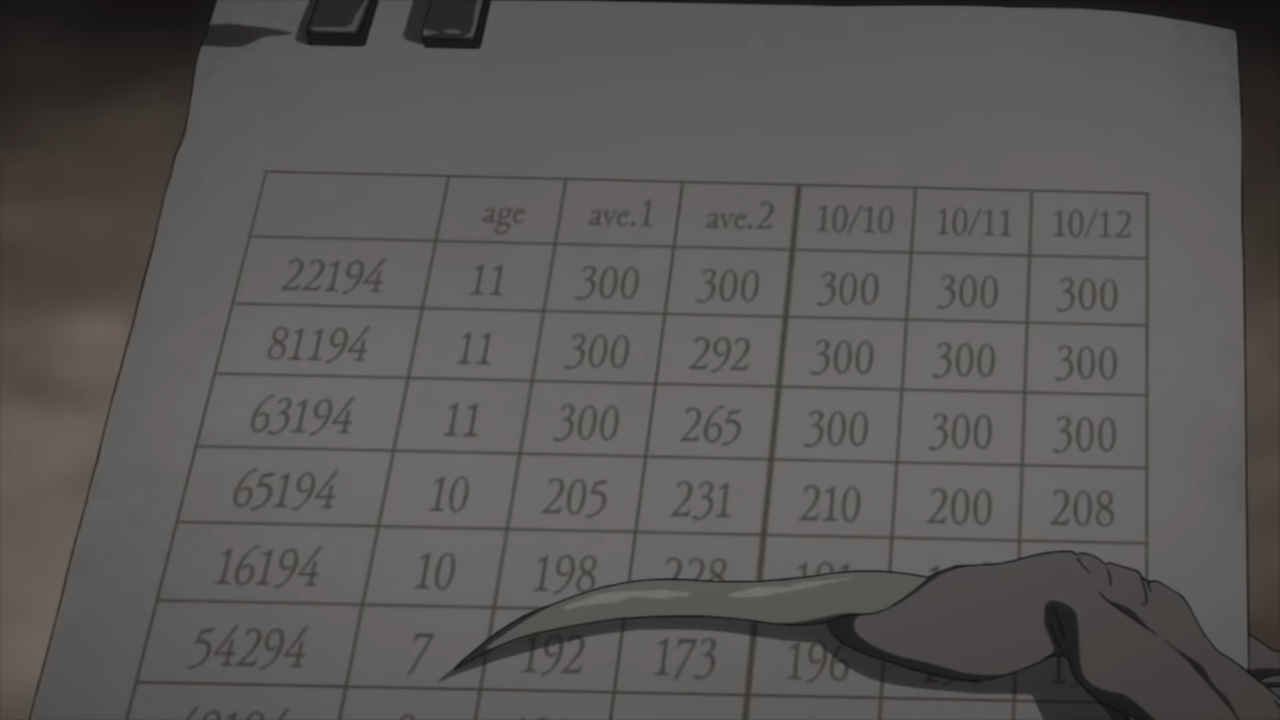 age ave.1 ave.2 10/10 10/11 10/12
22194 11 300 300 300 300 300
81194 11 300 292 300 300 300
63194 11 300 265 300 300 300
65194 10 205 231 210 200 208
16194 10 198 228
54294 7 192 173 196